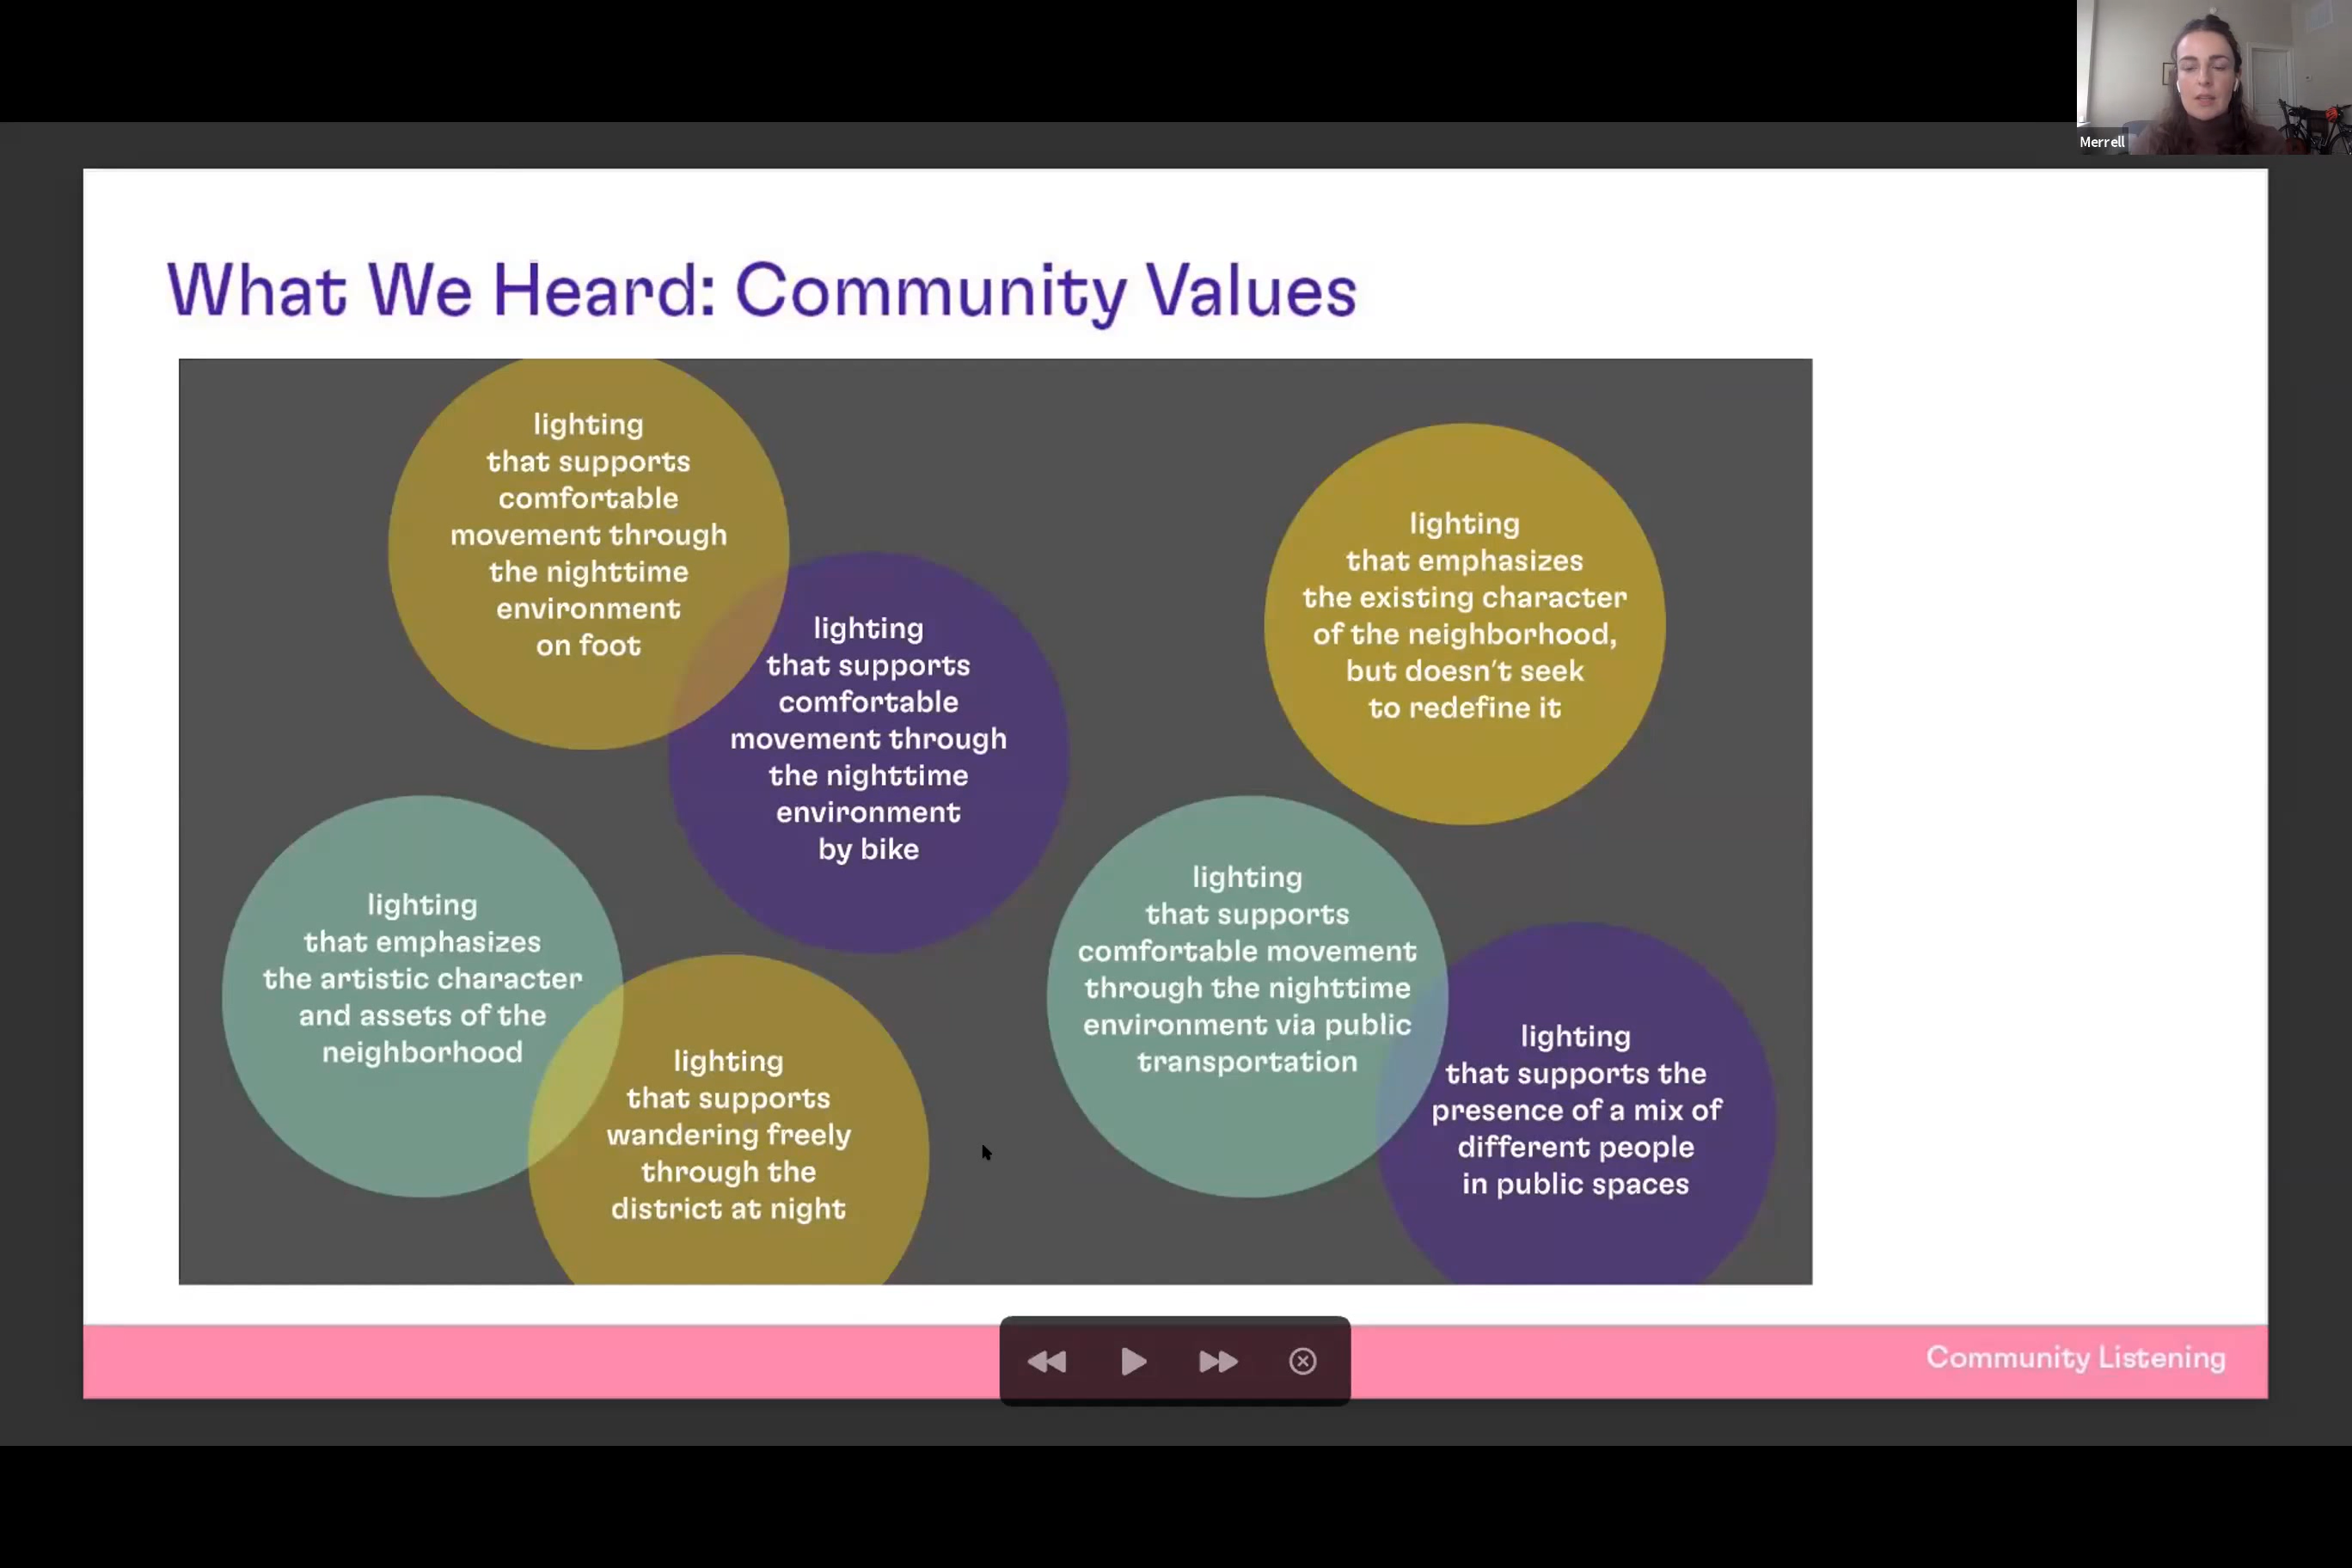 Merrell
What We Heard: Community Values
lighting
that supports
comfortable
movement through
the nighttime
environment
on foot
lighting
that supports
comfortable
movement through
the nighttime
environment
by bike
lighting
that emphasizes
the existing character
of the neighborhood,
but doesn't seek
to redefine it
lighting
that emphasizes
the artistic character
and assets of the
neighborhood
lighting
that supports
wandering freely
through the
district at night
lighting
that supports
comfortable movement
through the nighttime
environment via public
transportation
lighting
that supports the
presence of a mix of
different people
in public spaces
Community Listening